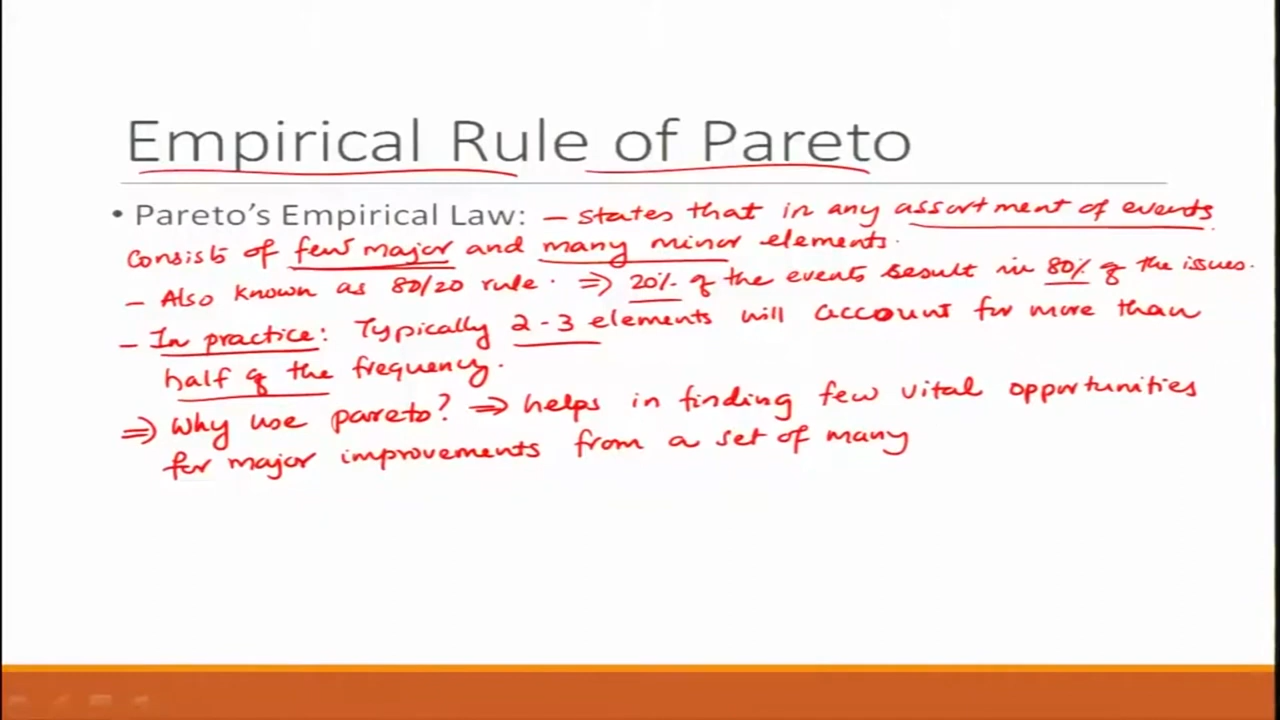 Empirical Rule of Pareto
• Pareto's Empirical Law: - states that in any assortment of events
consists of few major and many minor elements.
- Also known as 80/20 rule. ⇒ 20% of the events result in 80% of the issues.
- In practice: Typically 2-3 elements will account for more than
half of the frequency.
⇒ Why use pareto? ⇒ helps in finding few vital opportunities
for major improvements from a set of many